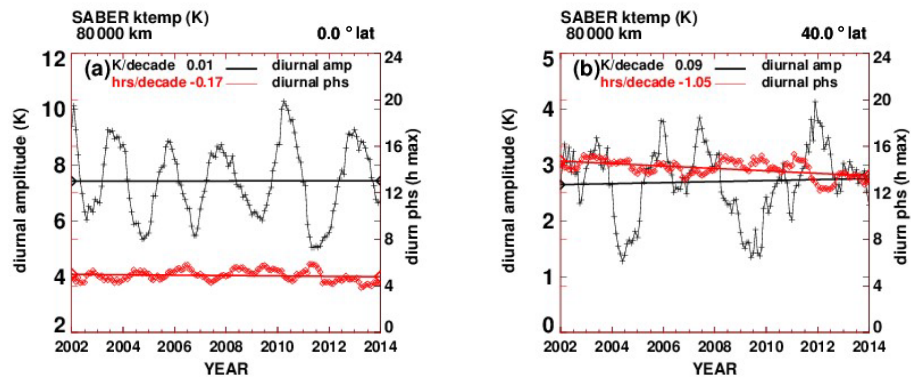 SABER ktemp (K)
80 000 km 0.0 ° lat
(a) K/decade 0.01 diurnal amp
hrs/decade -0.17 diurnal phs
12
10
8
6
4
2
diurnal amplitude (K)
24
20
16
12
8
4
0
diurn phs (h max)
2002 2004 2006 2008 2010 2012 2014
YEAR
SABER ktemp (K)
80 000 km 40.0 ° lat
(b) K/decade 0.09 diurnal amp
hrs/decade -1.05 diurnal phs
5
4
3
2
1
0
diurnal amplitude (K)
24
20
16
12
8
4
0
diurn phs (h max)
2002 2004 2006 2008 2010 2012 2014
YEAR